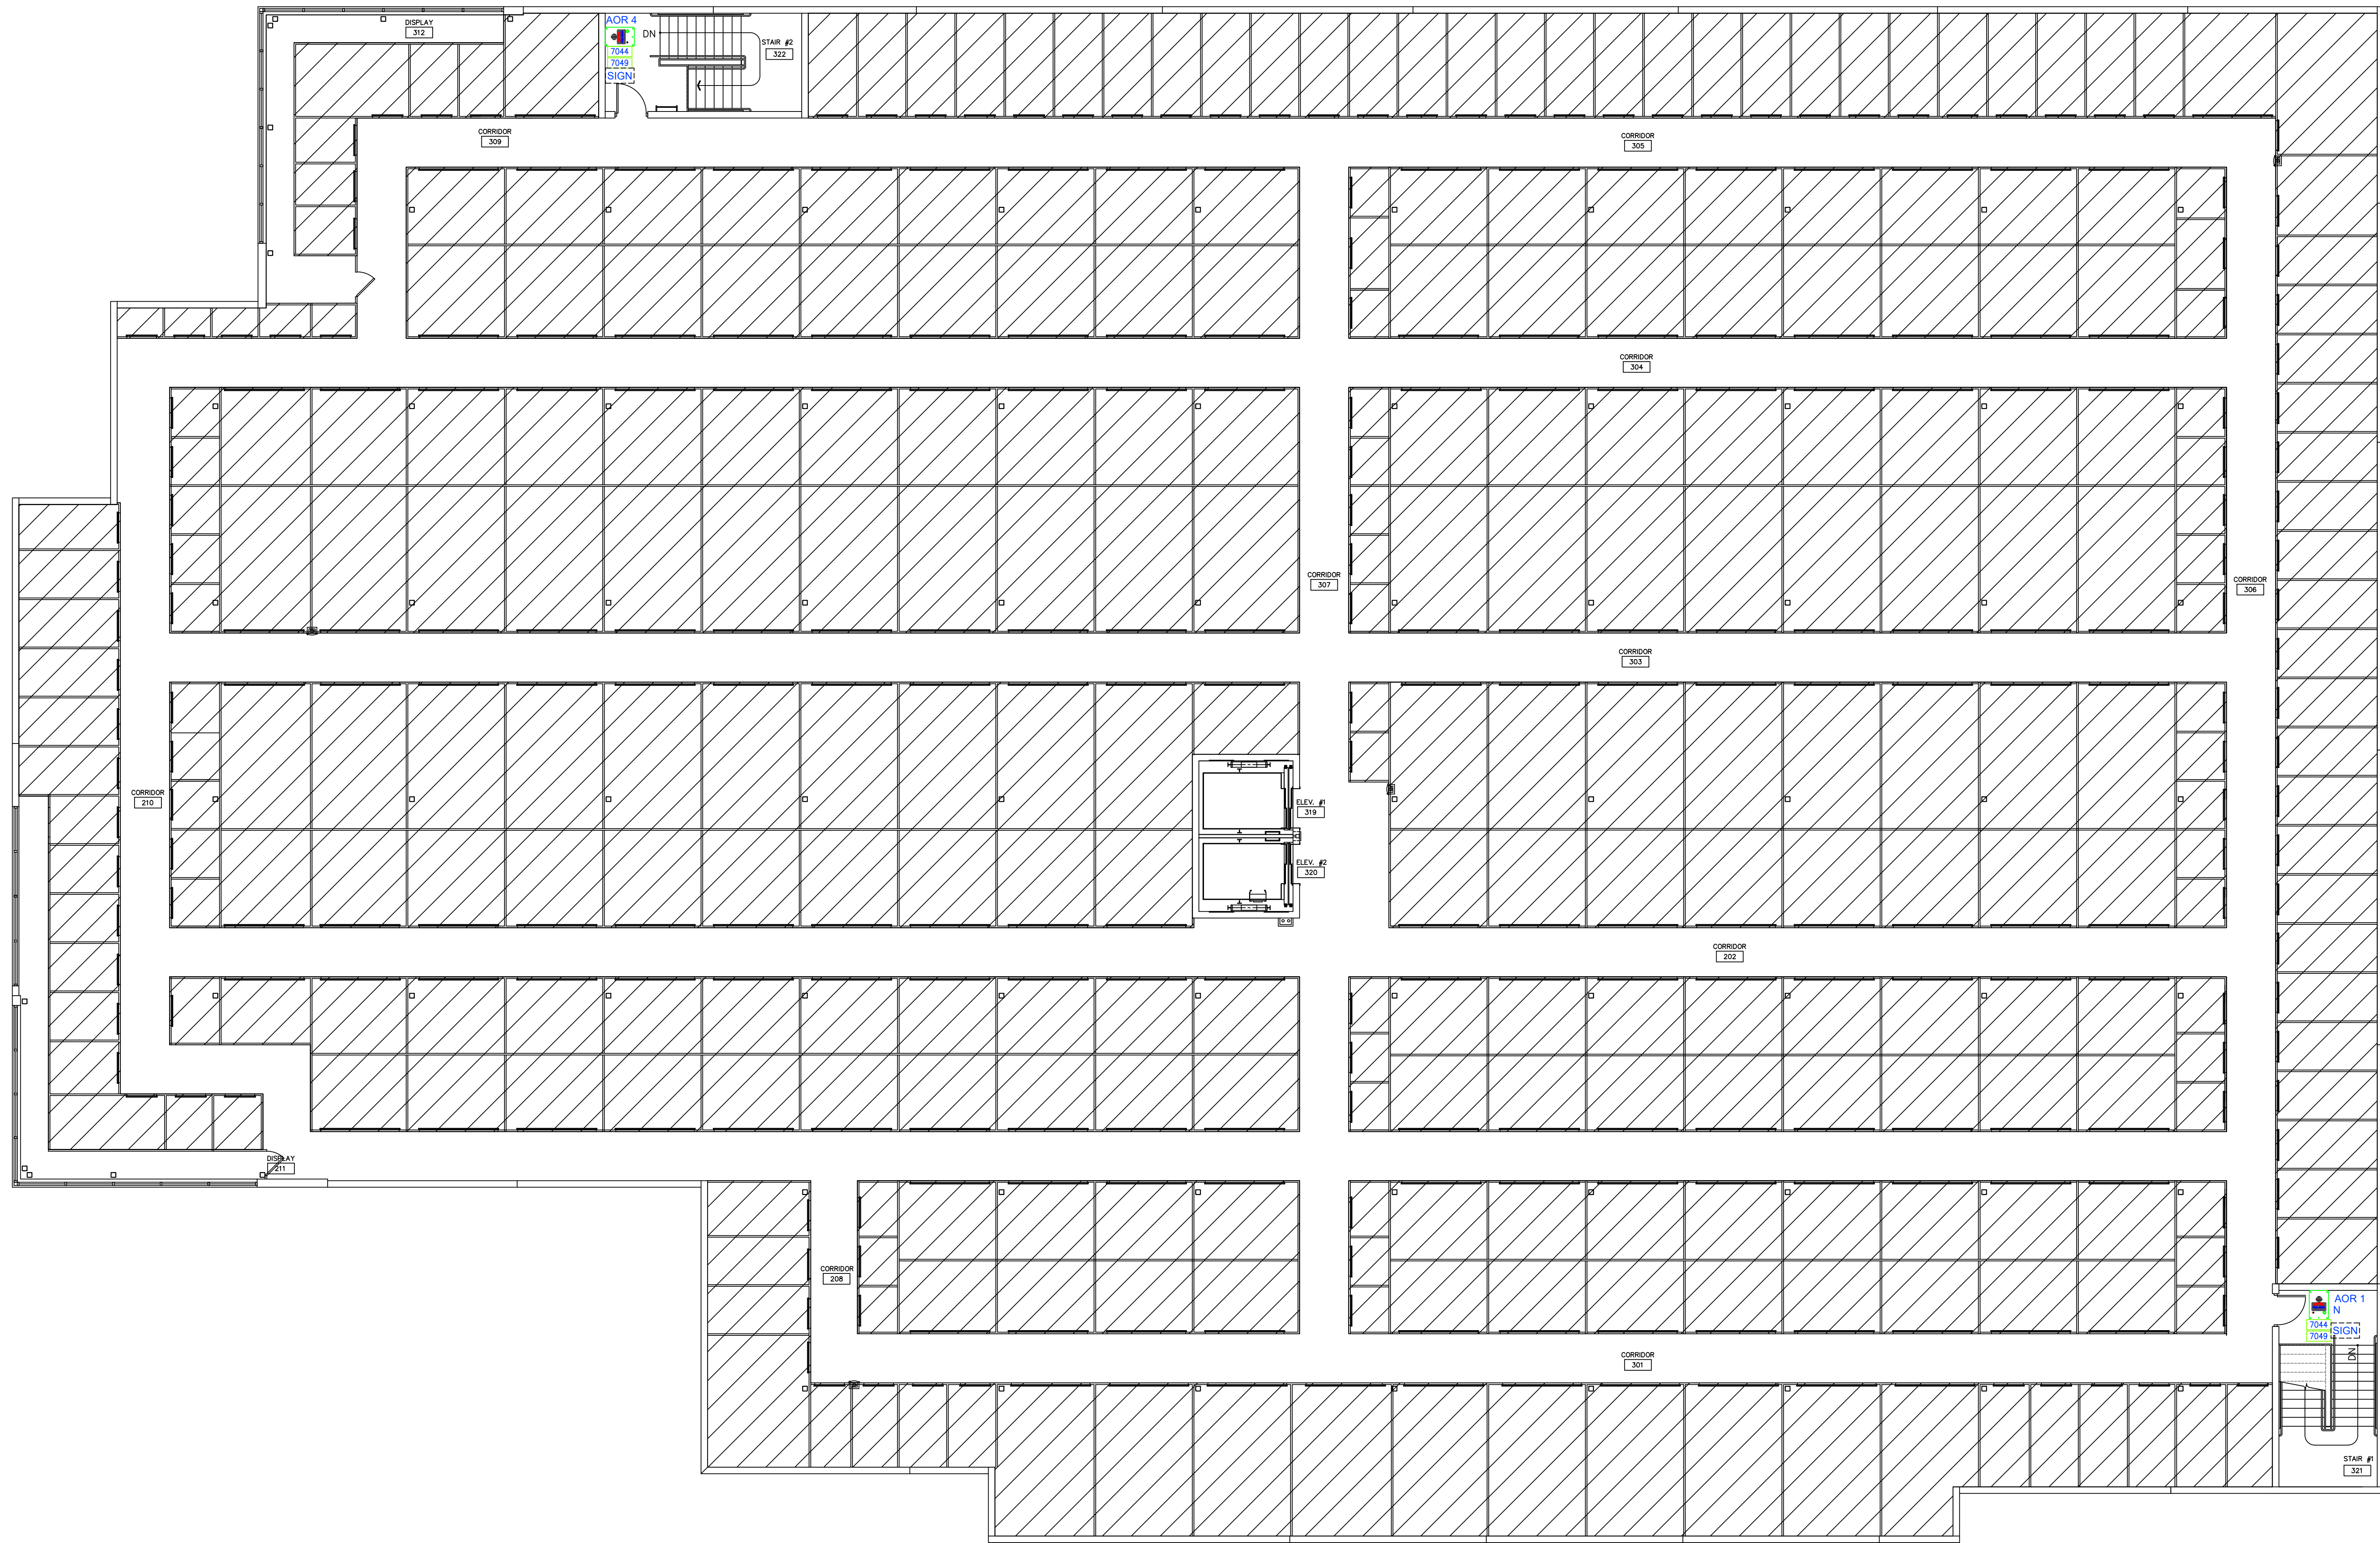 DISPLAY
312
AOR 4
7044
7049
SIGN
DN
STAIR #2
322
CORRIDOR
309
CORRIDOR
305
CORRIDOR
304
CORRIDOR
307
CORRIDOR
306
CORRIDOR
303
CORRIDOR
210
ELEV. #1
319
ELEV. #2
320
CORRIDOR
202
DISPLAY
211
CORRIDOR
208
AOR 1
N
7044
7049
SIGN
DN
CORRIDOR
301
STAIR #1
321